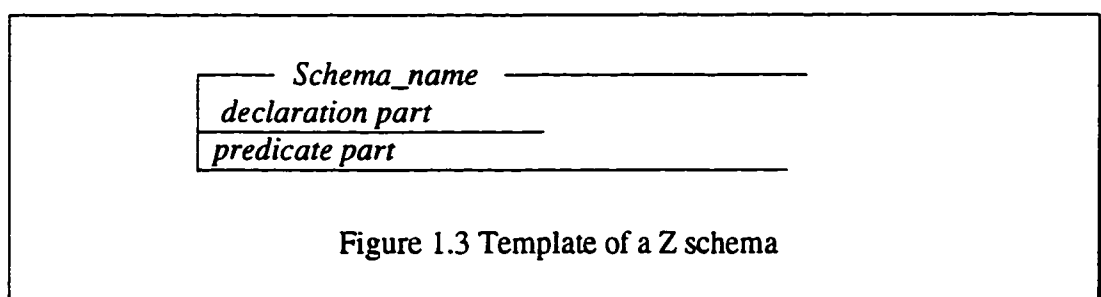 Schema_name
declaration part
predicate part
Figure 1.3 Template of a Z schema